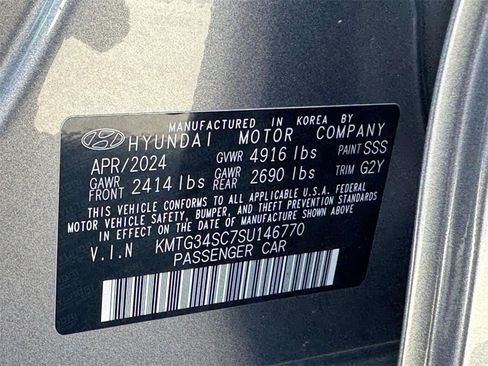 MANUFACTURED IN KOREA BY
HYUNDAI MOTOR COMPANY
APR/2024 GVWR 4916 lbs PAINT SSS
GAWR FRONT 2414 lbs GAWR REAR 2690 lbs TRIM G2Y
THIS VEHICLE CONFORMS TO ALL APPLICABLE U.S.A. FEDERAL
MOTOR VEHICLE SAFETY, BUMPER, AND THEFT PREVENTION STANDARDS
IN EFFECT ON THE DATE OF MANUFACTURE SHOWN ABOVE.
V.I.N KMTG34SC7SU146770
PASSENGER CAR